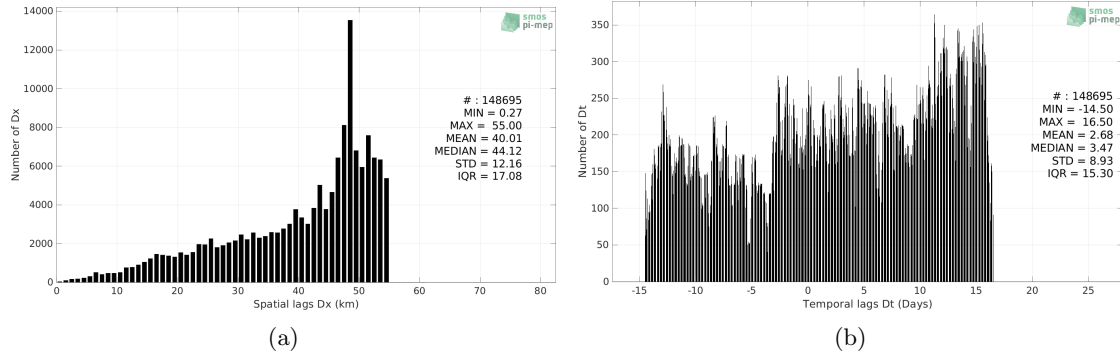 14000
12000
10000
8000
6000
4000
2000
0
Number of Dx
0 10 20 30 40 50 60 70 80
Spatial lags Dx (km)
smos
pi-mep
# : 148695
MIN = 0.27
MAX = 55.00
MEAN = 40.01
MEDIAN = 44.12
STD = 12.16
IQR = 17.08
(a)
350
300
250
200
150
100
50
0
Number of Dt
-15 -10 -5 0 5 10 15 20 25
Temporal lags Dt (Days)
smos
pi-mep
# : 148695
MIN = -14.50
MAX = 16.50
MEAN = 2.68
MEDIAN = 3.47
STD = 8.93
IQR = 15.30
(b)